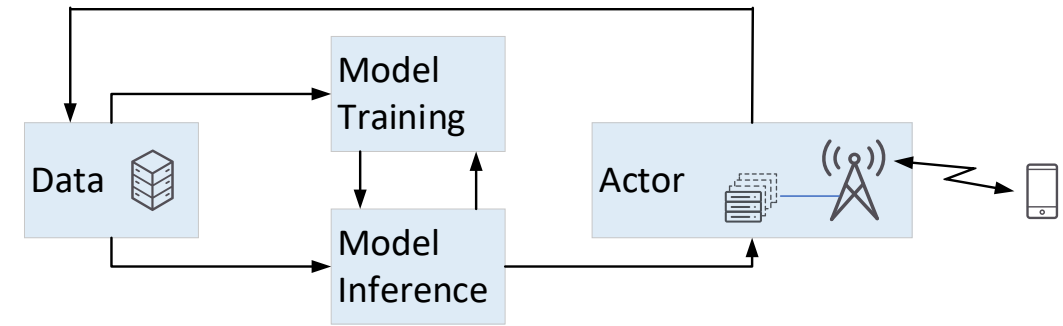 Model
Training
Data
Actor
Model
Inference